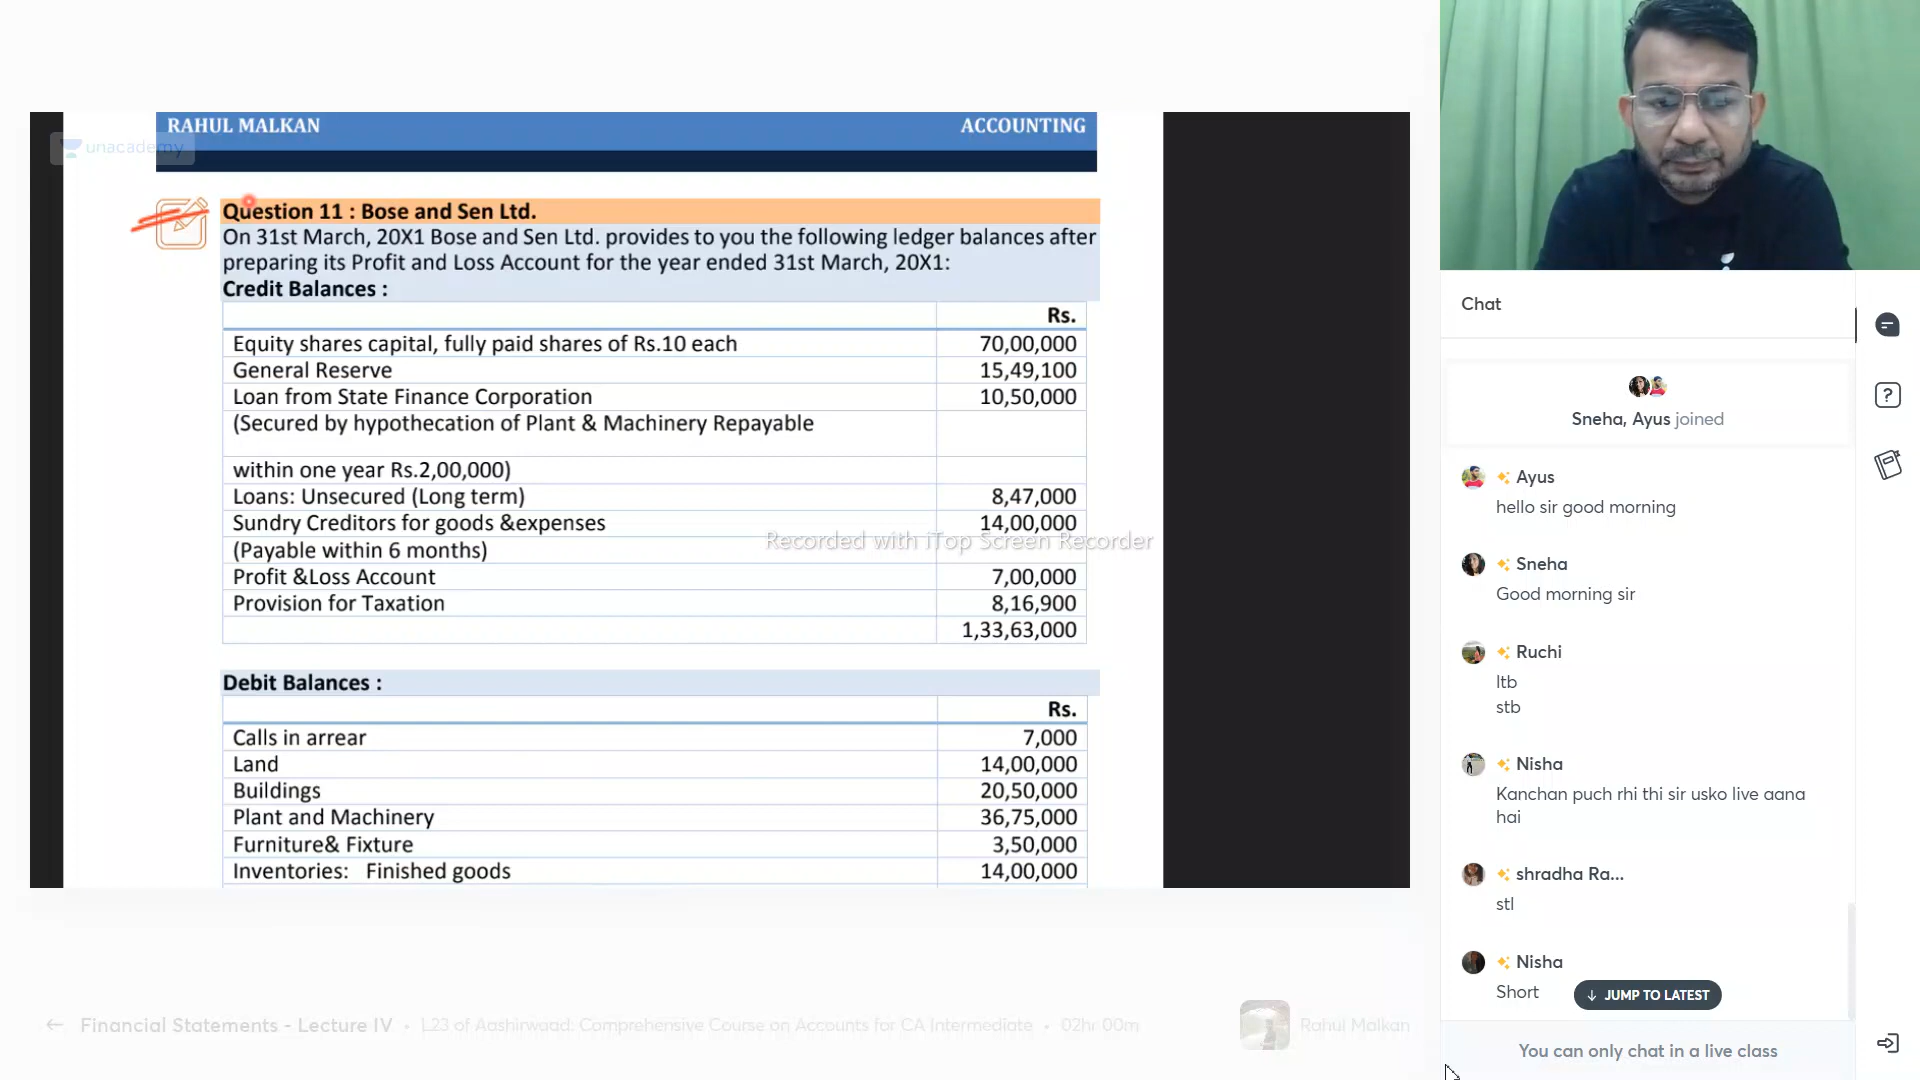 RAHUL MALKAN ACCOUNTING
unacademy
Question 11 : Bose and Sen Ltd.
On 31st March, 20X1 Bose and Sen Ltd. provides to you the following ledger balances after
preparing its Profit and Loss Account for the year ended 31st March, 20X1:
Credit Balances :
Rs.
Equity shares capital, fully paid shares of Rs.10 each 70,00,000
General Reserve 15,49,100
Loan from State Finance Corporation 10,50,000
(Secured by hypothecation of Plant & Machinery Repayable
within one year Rs.2,00,000)
Loans: Unsecured (Long term) 8,47,000
Sundry Creditors for goods &expenses 14,00,000
Recorded with iTop Screen Recorder
(Payable within 6 months)
Profit &Loss Account 7,00,000
Provision for Taxation 8,16,900
1,33,63,000
Debit Balances :
Rs.
Calls in arrear 7,000
Land 14,00,000
Buildings 20,50,000
Plant and Machinery 36,75,000
Furniture& Fixture 3,50,000
Inventories: Finished goods 14,00,000
← Financial Statements - Lecture IV • L23 of Aashirwaad: Comprehensive Course on Accounts for CA Intermediate • 02hr 00m
Rahul Malkan
Chat
Sneha, Ayus joined
Ayus
hello sir good morning
Sneha
Good morning sir
Ruchi
ltb
stb
Nisha
Kanchan puch rhi thi sir usko live aana
hai
shradha Ra...
stl
Nisha
Short
↓ JUMP TO LATEST
You can only chat in a live class